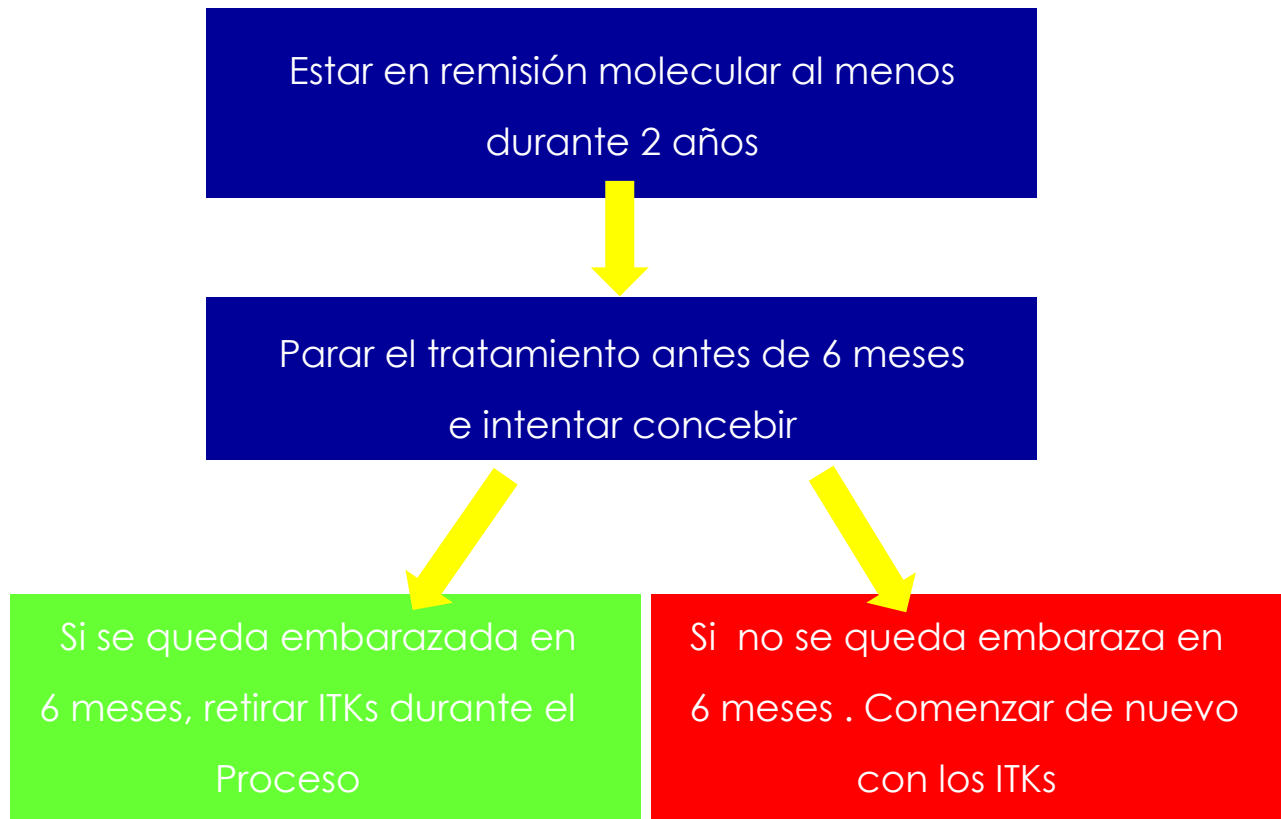 Estar en remisión molecular al menos
durante 2 años
Parar el tratamiento antes de 6 meses
e intentar concebir
Si se queda embarazada en
6 meses, retirar ITKs durante el
Proceso
Si no se queda embaraza en
6 meses . Comenzar de nuevo
con los ITKs